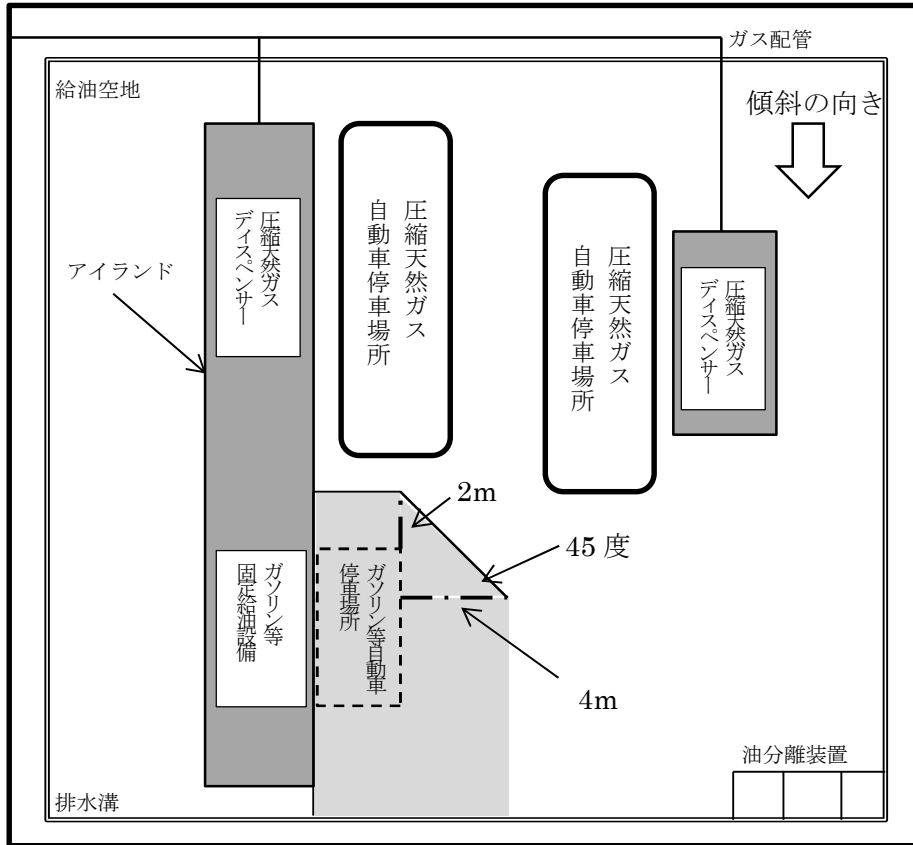 ガス配管
給油空地
傾斜の向き
圧縮天然ガス
ディスペンサー
圧縮天然ガス
自動車停車場所
圧縮天然ガス
自動車停車場所
圧縮天然ガス
ディスペンサー
アイランド
2m
45 度
ガソリン等
固定給油設備
ガソリン等自動車
停車場所
4m
油分離装置
排水溝